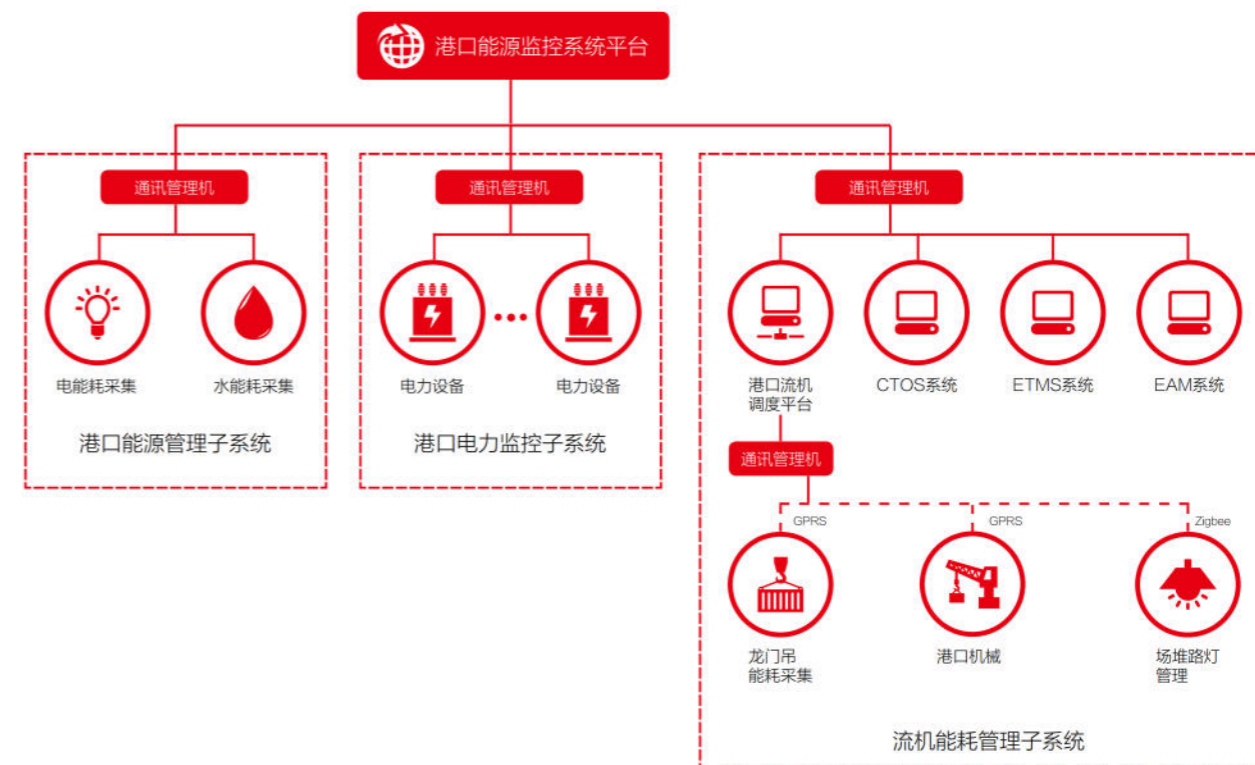 港口能源监控系统平台
通讯管理机
通讯管理机
通讯管理机
电能耗采集
水能耗采集
电力设备
电力设备
港口流机
调度平台
CTOS系统
ETMS系统
EAM系统
港口能源管理子系统
港口电力监控子系统
通讯管理机
GPRS
GPRS
Zigbee
龙门吊
能耗采集
港口机械
场堆路灯
管理
流机能耗管理子系统